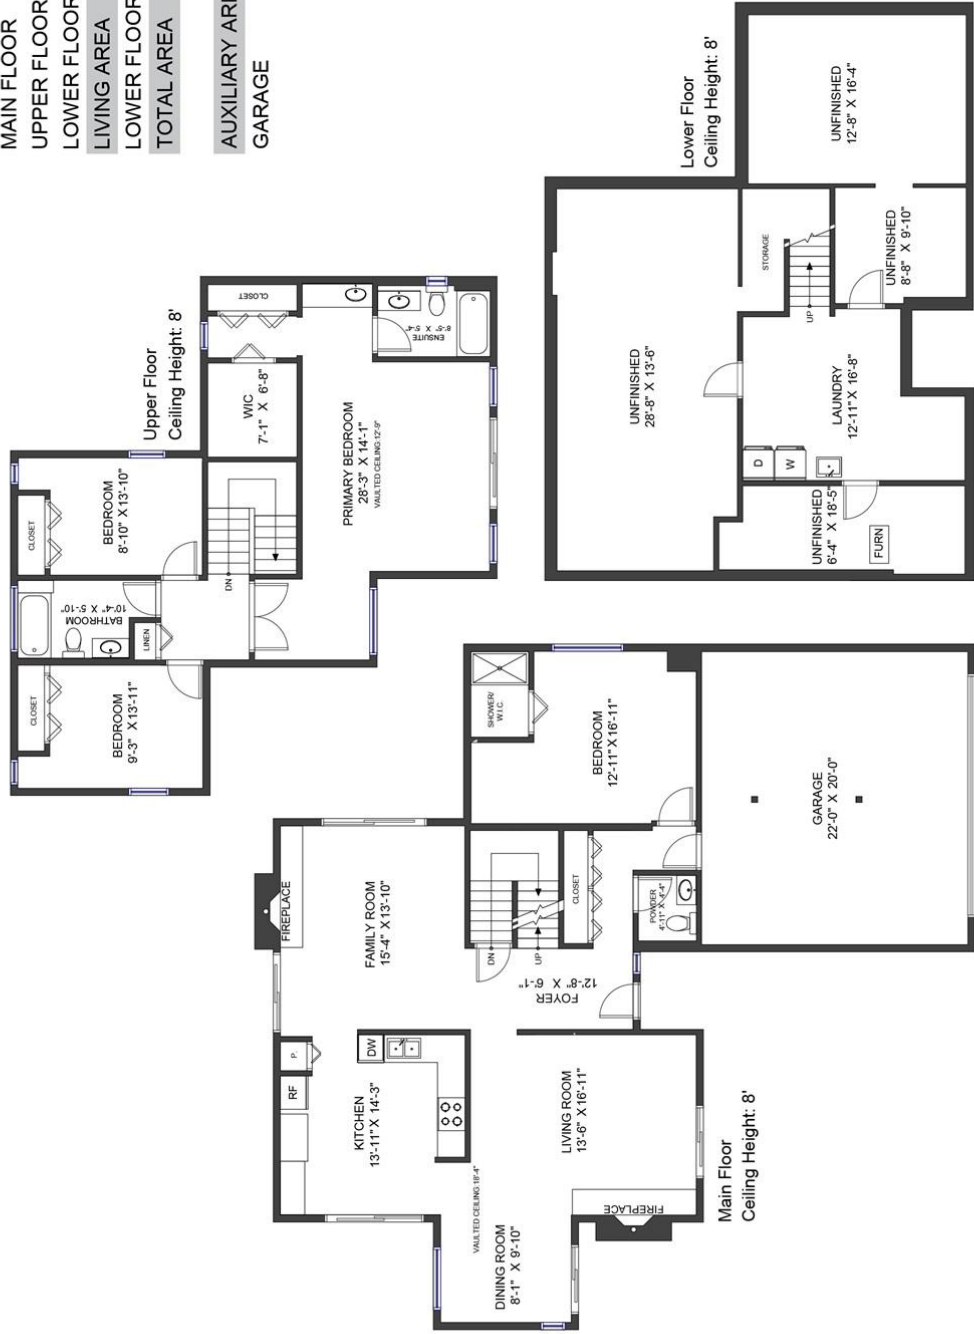 MAIN FLOOR
UPPER FLOOR
LOWER FLOOR
LIVING AREA
LOWER FLOOR
TOTAL AREA
GARAGE
Upper Floor
Ceiling Height: 8'
CLOSET
CLOSET
BEDROOM
9'-3" X13'-11"
BATHROOM
10'-4" X 5'-10"
LINEN
CLOSET
BEDROOM
8'-10" X13'-10"
DN
WIC
7'-1" X 6'-8"
PRIMARY BEDROOM
28'-3" X 14'-1"
VAULTED CEILING:12'-9"
ENSUITE
8'-5" X 5'-4"
Lower Floor
Ceiling Height: 8'
UNFINISHED
28'-8" X 13'-6"
UNFINISHED
12'-8" X 16'-4"
STORAGE
UP
UNFINISHED
8'-8" X 9'-10"
D
W
LAUNDRY
12'-11" X 16'-8"
UNFINISHED
6'-4" X 18'-5"
FURN
Main Floor
Ceiling Height: 8'
FIREPLACE
FAMILY ROOM
15'-4" X13'-10"
P.
RF
DW
KITCHEN
13'-11" X 14'-3"
VAULTED CEILING:18'-4"
DINING ROOM
8'-1" X 9'-10"
LIVING ROOM
13'-6" X16'-11"
FIREPLACE
DN
UP
FOYER
12'-8" X 6'-1"
CLOSET
POWDER
4'-11" X 4'-4"
SHOWER/
W.I.C.
BEDROOM
12'-11" X16'-11"
GARAGE
22'-0" X 20'-0"